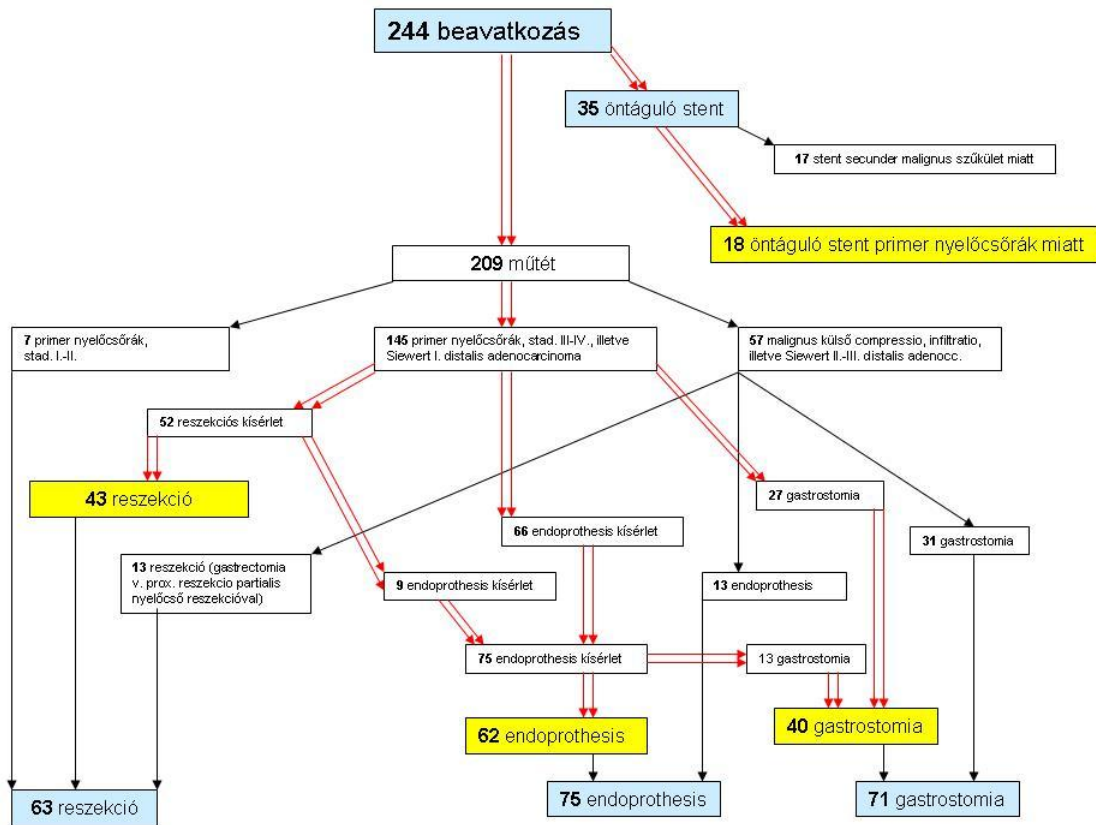 244 beavatkozás
35 öntáguló stent
17 stent secunder malignus szűkület miatt
18 öntáguló stent primer nyelőcsőrák miatt
209 műtét
7 primer nyelőcsőrák,
stad. I.-II.
145 primer nyelőcsőrák, stad. III-IV., illetve
Siewert I. distalis adenocarcinoma
57 malignus külső compressio, infiltratio,
illetve Siewert II.-III. distalis adenocc.
52 reszekciós kísérlet
43 reszekció
27 gastrostomia
66 endoprothesis kísérlet
31 gastrostomia
13 reszekció (gastrectomia
v. prox. reszekcio partialis
nyelőcső reszekcióval)
9 endoprothesis kísérlet
13 endoprothesis
75 endoprothesis kísérlet
13 gastrostomia
62 endoprothesis
40 gastrostomia
63 reszekció
75 endoprothesis
71 gastrostomia